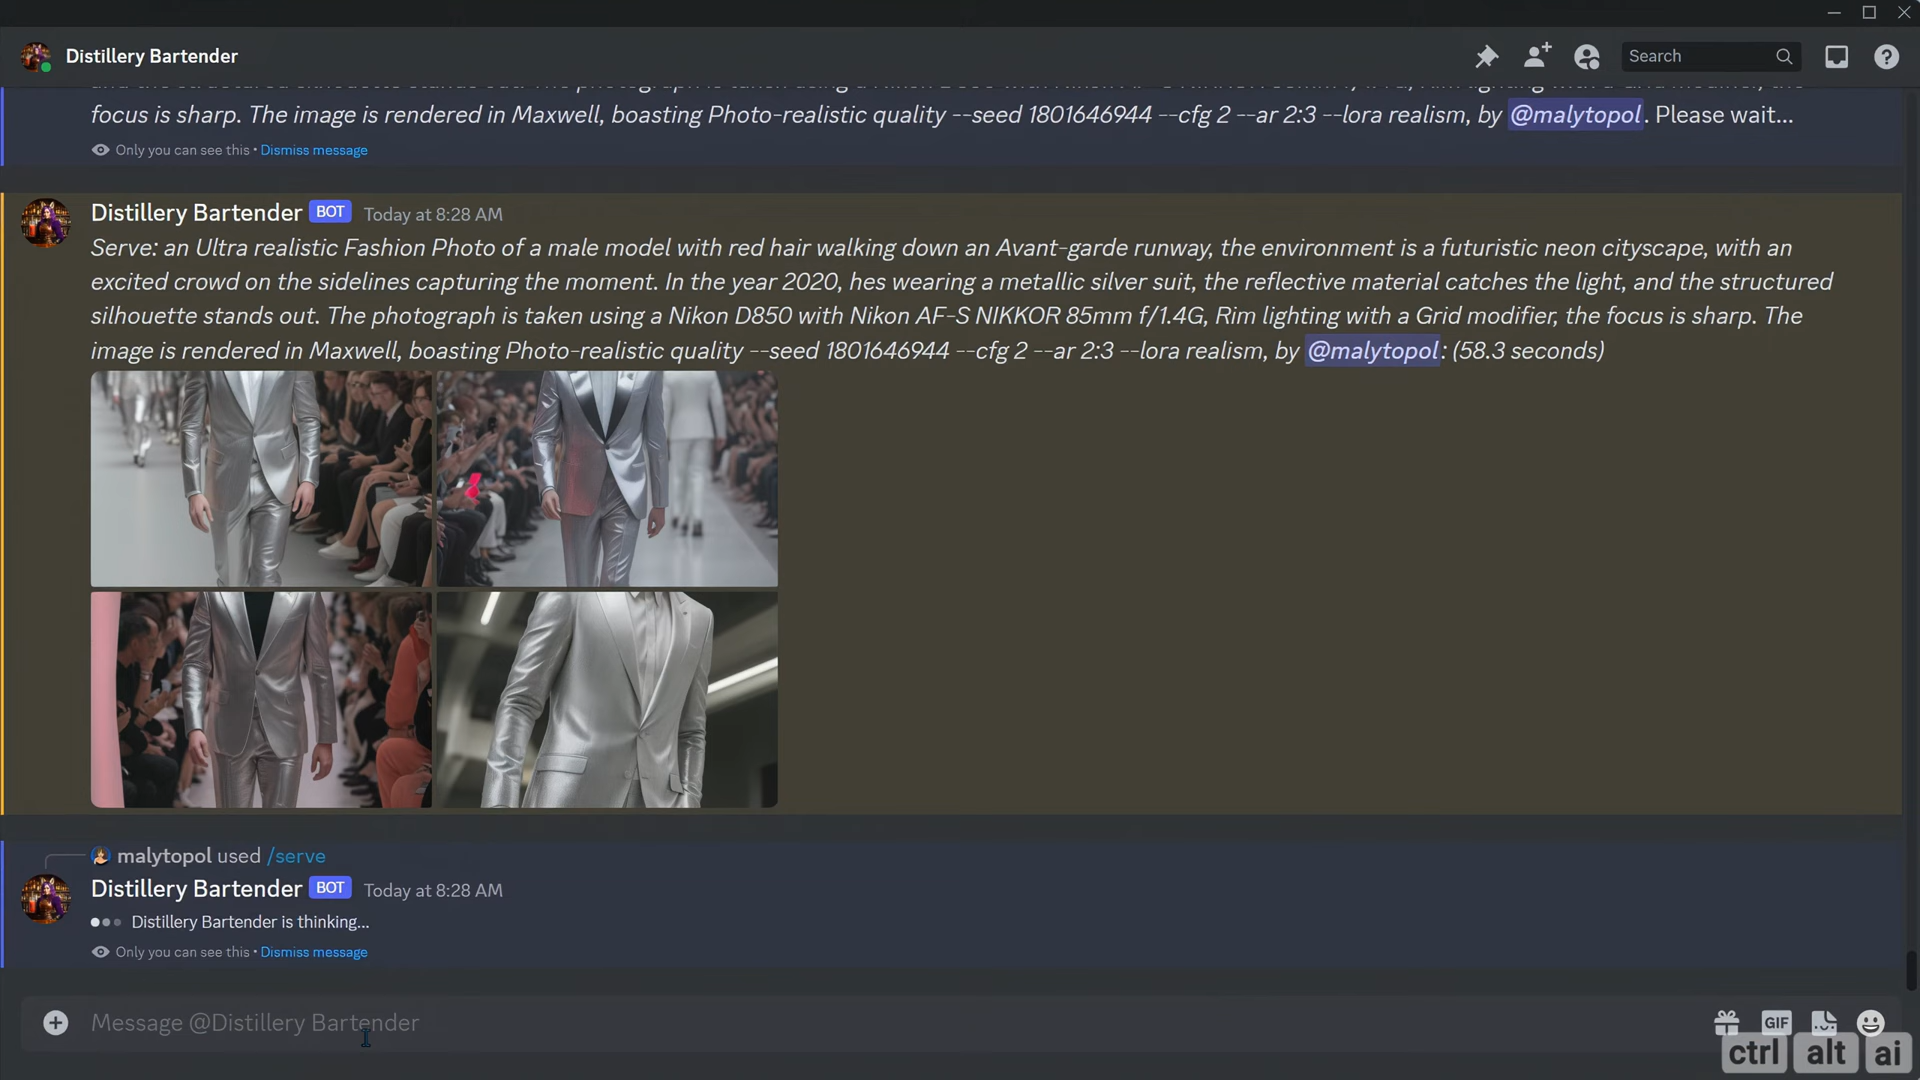 Distillery Bartender
Search
focus is sharp. The image is rendered in Maxwell, boasting Photo-realistic quality --seed 1801646944 --cfg 2 --ar 2:3 --lora realism, by @malytopol. Please wait...
Only you can see this • Dismiss message
Distillery Bartender BOT Today at 8:28 AM
Serve: an Ultra realistic Fashion Photo of a male model with red hair walking down an Avant-garde runway, the environment is a futuristic neon cityscape, with an
excited crowd on the sidelines capturing the moment. In the year 2020, hes wearing a metallic silver suit, the reflective material catches the light, and the structured
silhouette stands out. The photograph is taken using a Nikon D850 with Nikon AF-S NIKKOR 85mm f/1.4G, Rim lighting with a Grid modifier, the focus is sharp. The
image is rendered in Maxwell, boasting Photo-realistic quality --seed 1801646944 --cfg 2 --ar 2:3 --lora realism, by @malytopol: (58.3 seconds)
malytopol used /serve
Distillery Bartender BOT Today at 8:28 AM
Distillery Bartender is thinking...
Only you can see this • Dismiss message
Message @Distillery Bartender
GIF
ctrl alt ai